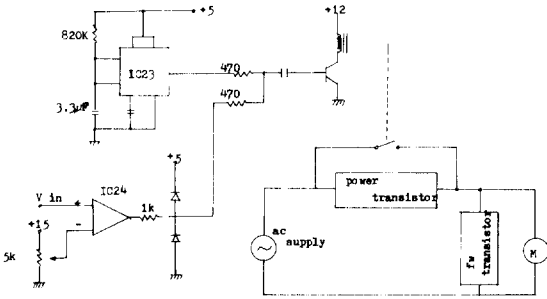 +5
+12
820K
IC23
470
470
3.3µF
+5
V in
IC24
+
1k
+15
-
5k
power
transistor
ac
supply
fw
transistor
M